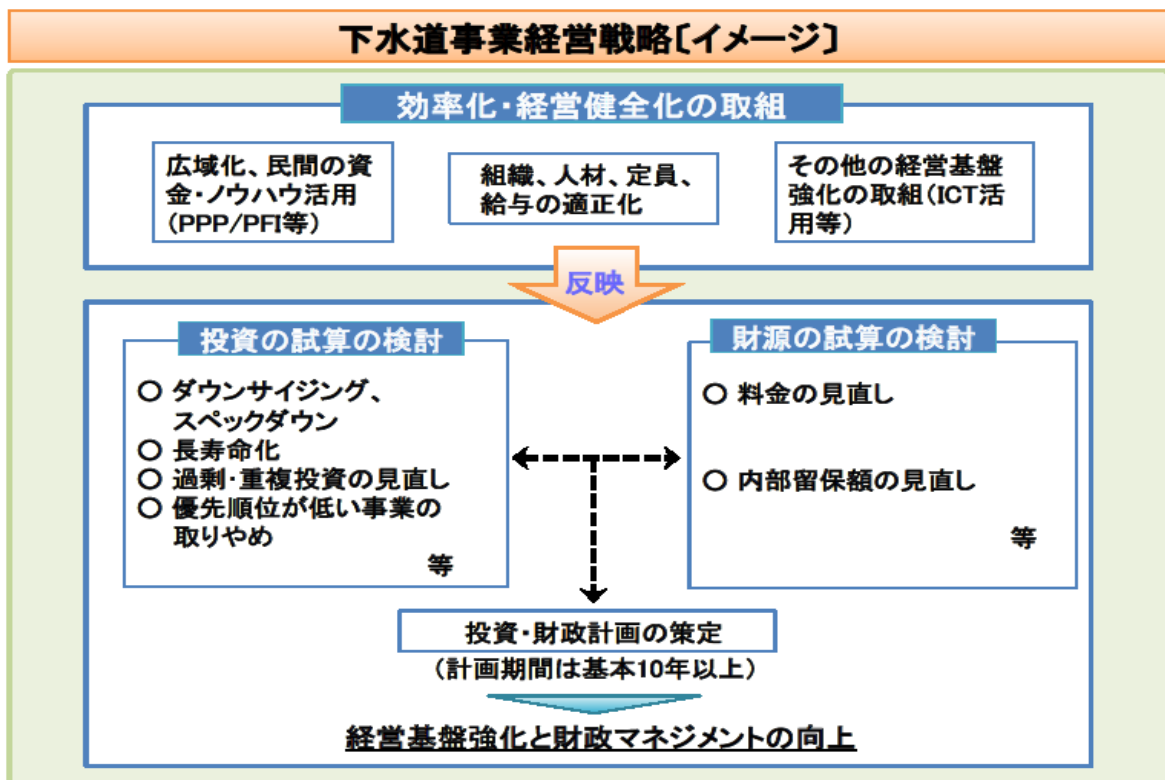 下水道事業経営戦略〔イメージ〕
効率化・経営健全化の取組
広域化、民間の資
金・ノウハウ活用
(PPP/PFI等)
組織、人材、定員、
給与の適正化
その他の経営基盤
強化の取組(ICT活
用等)
反映
投資の試算の検討
○ ダウンサイジング、
スペックダウン
○ 長寿命化
○ 過剰・重複投資の見直し
○ 優先順位が低い事業の
取りやめ
等
財源の試算の検討
○ 料金の見直し
○ 内部留保額の見直し
等
投資・財政計画の策定
(計画期間は基本10年以上)
経営基盤強化と財政マネジメントの向上